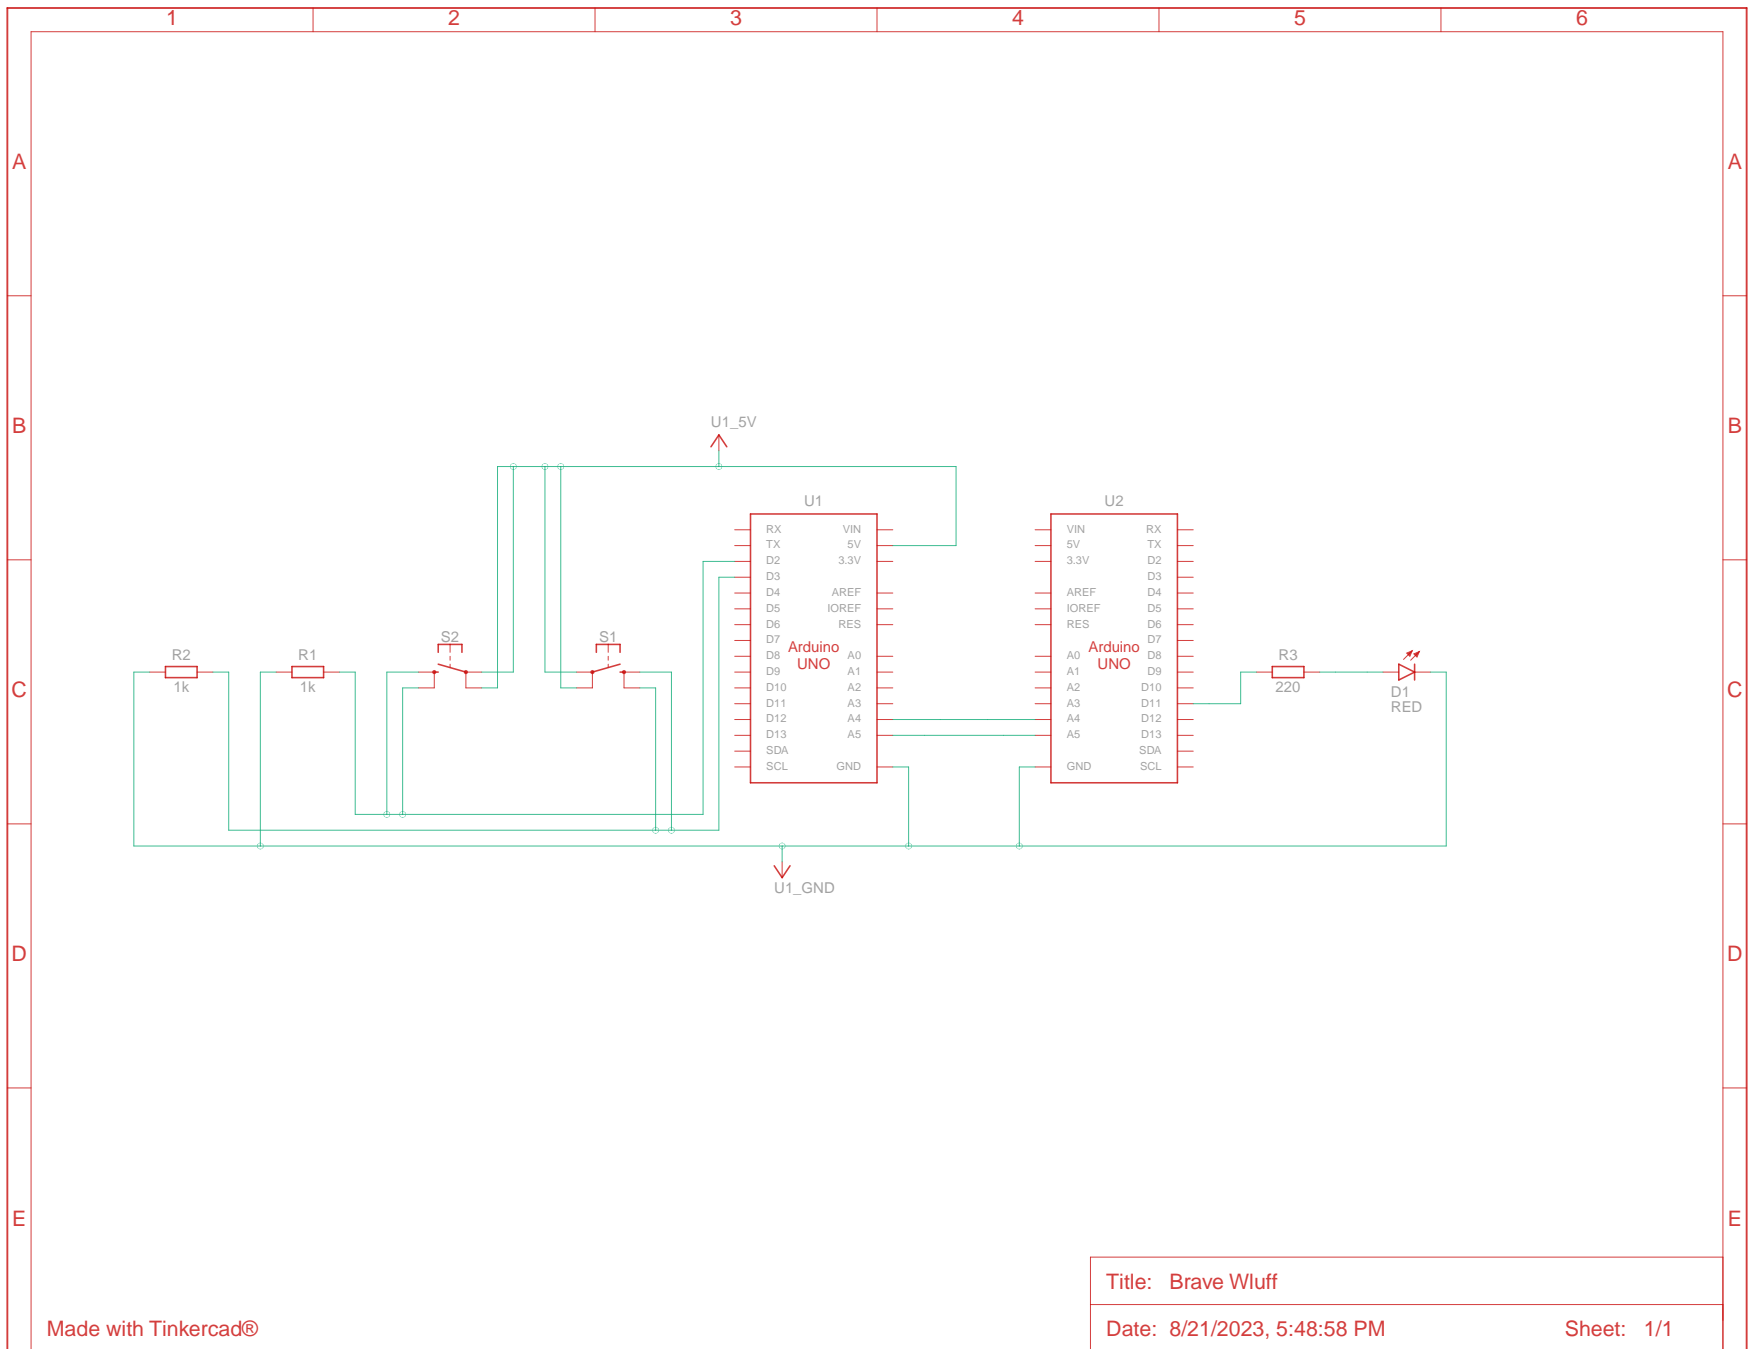 1 2 3 4 5 6
A A
B B
U1_5V
U1 U2
RX VIN VIN RX
TX 5V 5V TX
D2 3.3V 3.3V D2
D3 D3
D4 AREF AREF D4
D5 IOREF IOREF D5
D6 RES RES D6
S2 S1 D7 D7
Arduino Arduino
R2 R1 D8 A0 A0 D8 R3
UNO UNO
D9 A1 A1 D9
1k 1k D10 A2 A2 D10 220 D1
C C
D11 A3 A3 D11 RED
D12 A4 A4 D12
D13 A5 A5 D13
SDA SDA
SCL GND GND SCL
U1_GND
D D
E E
Title: Brave Wluff
Made with Tinkercad®
Date: 8/21/2023, 5:48:58 PM Sheet: 1/1